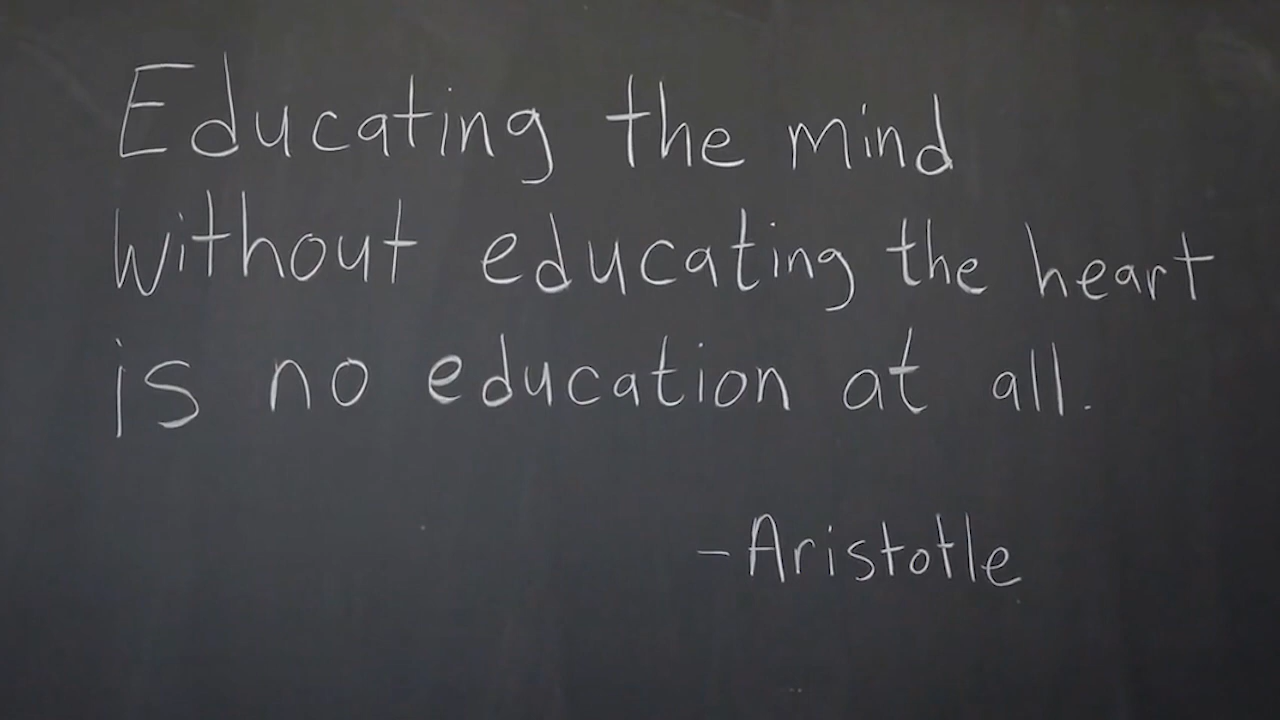 Educating the mind
without educating the heart
is no education at all.
-Aristotle